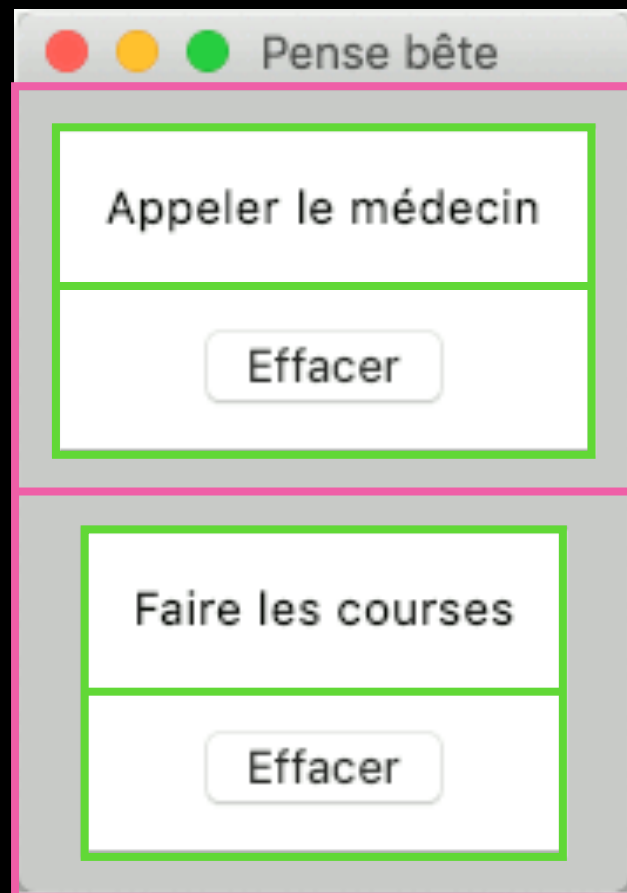 Pense bête
Appeler le médecin
Effacer
Faire les courses
Effacer